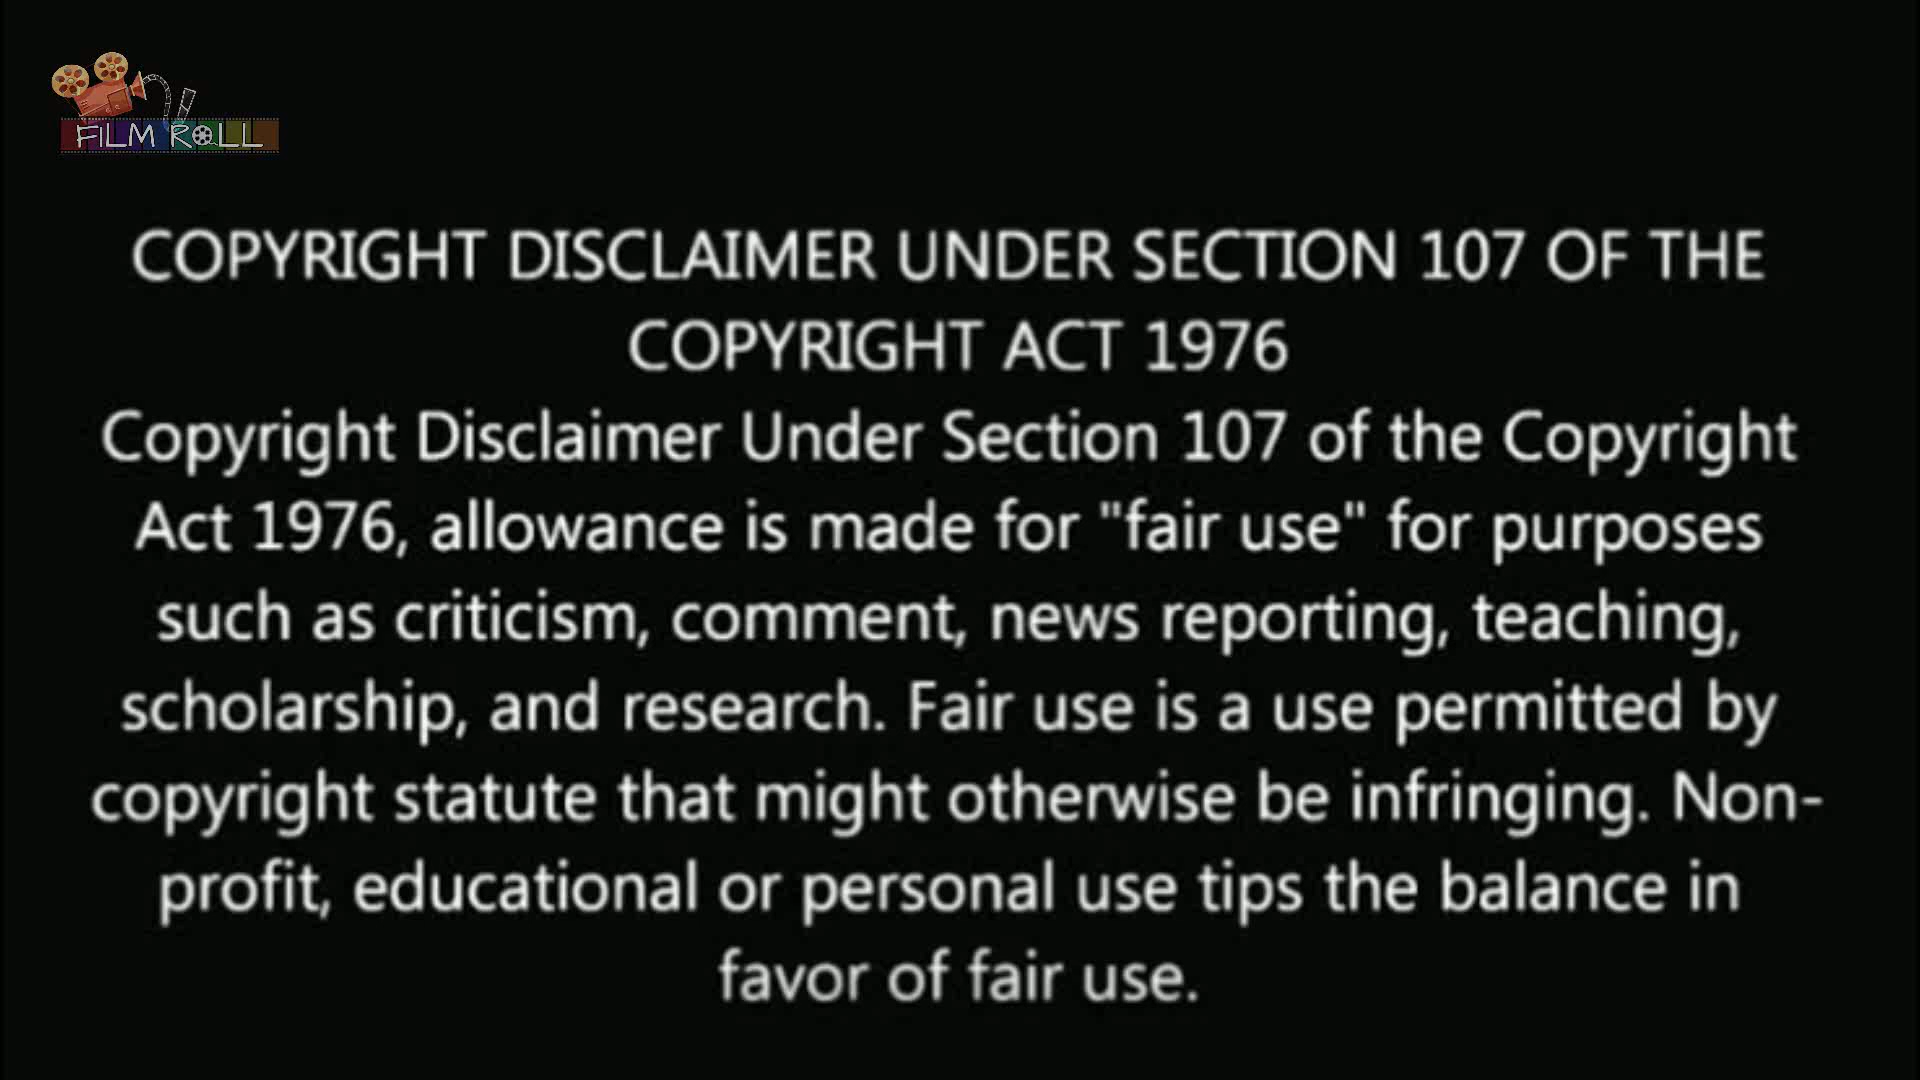 FILM ROLL
COPYRIGHT DISCLAIMER UNDER SECTION 107 OF THE
COPYRIGHT ACT 1976
Copyright Disclaimer Under Section 107 of the Copyright
Act 1976, allowance is made for "fair use" for purposes
such as criticism, comment, news reporting, teaching,
scholarship, and research. Fair use is a use permitted by
copyright statute that might otherwise be infringing. Non-
profit, educational or personal use tips the balance in
favor of fair use.